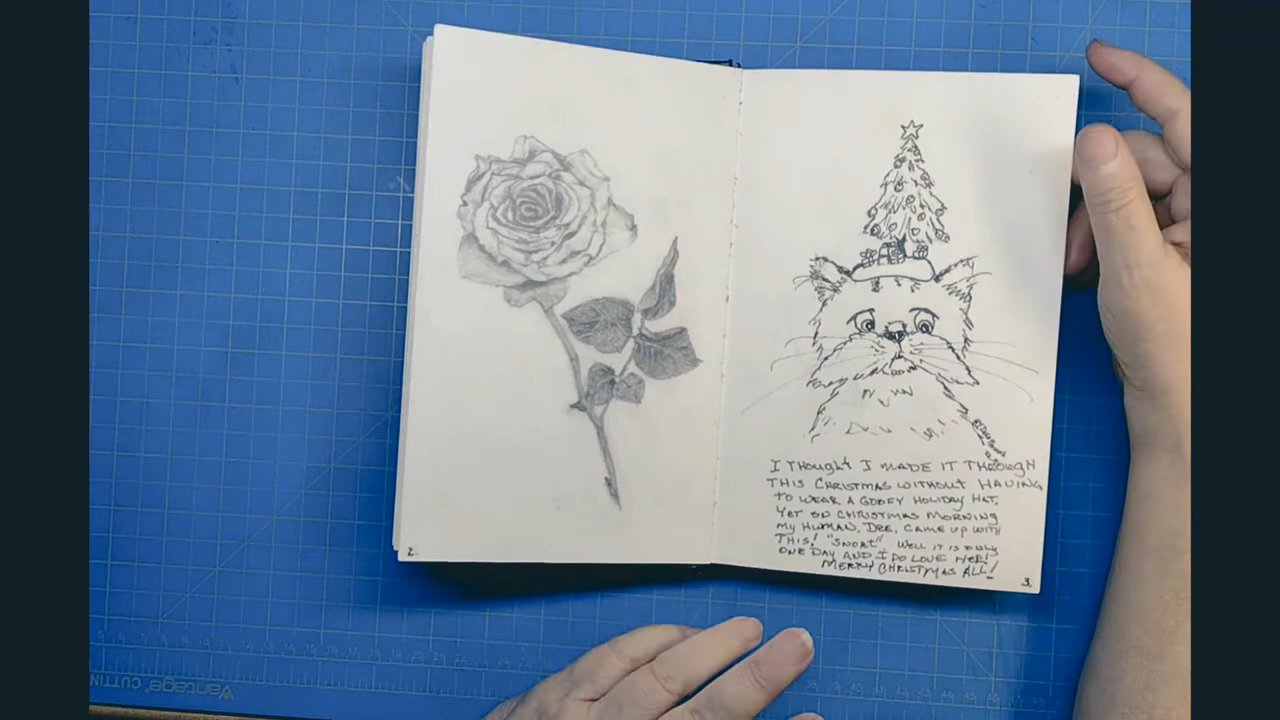 I THOUGHT I MADE IT THROUGH
THIS CHRISTMAS WITHOUT HAVING
TO WEAR A GOOFY HOLIDAY HAT.
YET ON CHRISTMAS MORNING
MY HUMAN, DRE, CAME UP WITH
THIS! "SNORT" WELL IT IS ONLY
ONE DAY AND I DO LOVE HER!
MERRY CHRISTMAS ALL!
2.
3.
Vantage CUTTIN